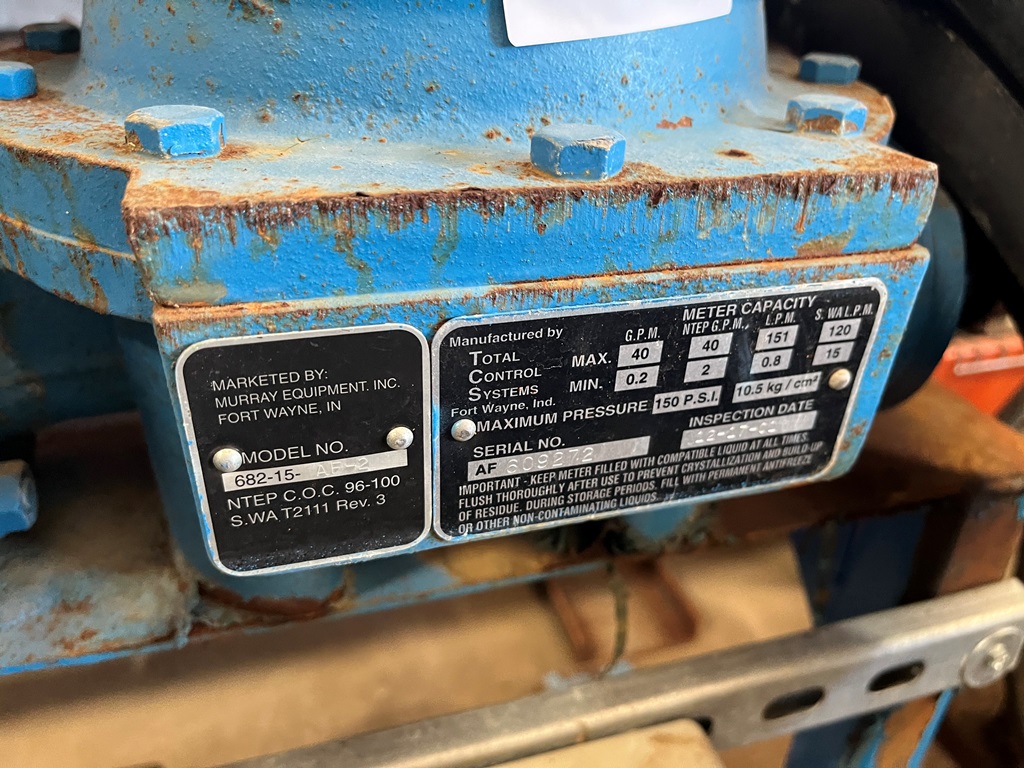 MARKETED BY:
MURRAY EQUIPMENT. INC.
FORT WAYNE, IN
MODEL NO.
682-15- AF-2
NTEP C.O.C. 96-100
S.WA T2111 Rev. 3
Manufactured by
TOTAL
CONTROL
SYSTEMS
Fort Wayne, Ind.
METER CAPACITY
G.P.M. NTEP G.P.M. L.P.M. S. WA L.P.M.
MAX. 40 40 151 120
MIN. 0.2 2 0.8 15
MAXIMUM PRESSURE 150 P.S.I. 10.5 kg / cm²
SERIAL NO. INSPECTION DATE
AF 609272
IMPORTANT - KEEP METER FILLED WITH COMPATIBLE LIQUID AT ALL TIMES.
FLUSH THOROUGHLY AFTER USE TO PREVENT CRYSTALLIZATION AND BUILD-UP
OF RESIDUE. DURING STORAGE PERIODS. FILL WITH PERMANENT ANTIFREEZE
OR OTHER NON-CONTAMINATING LIQUIDS.